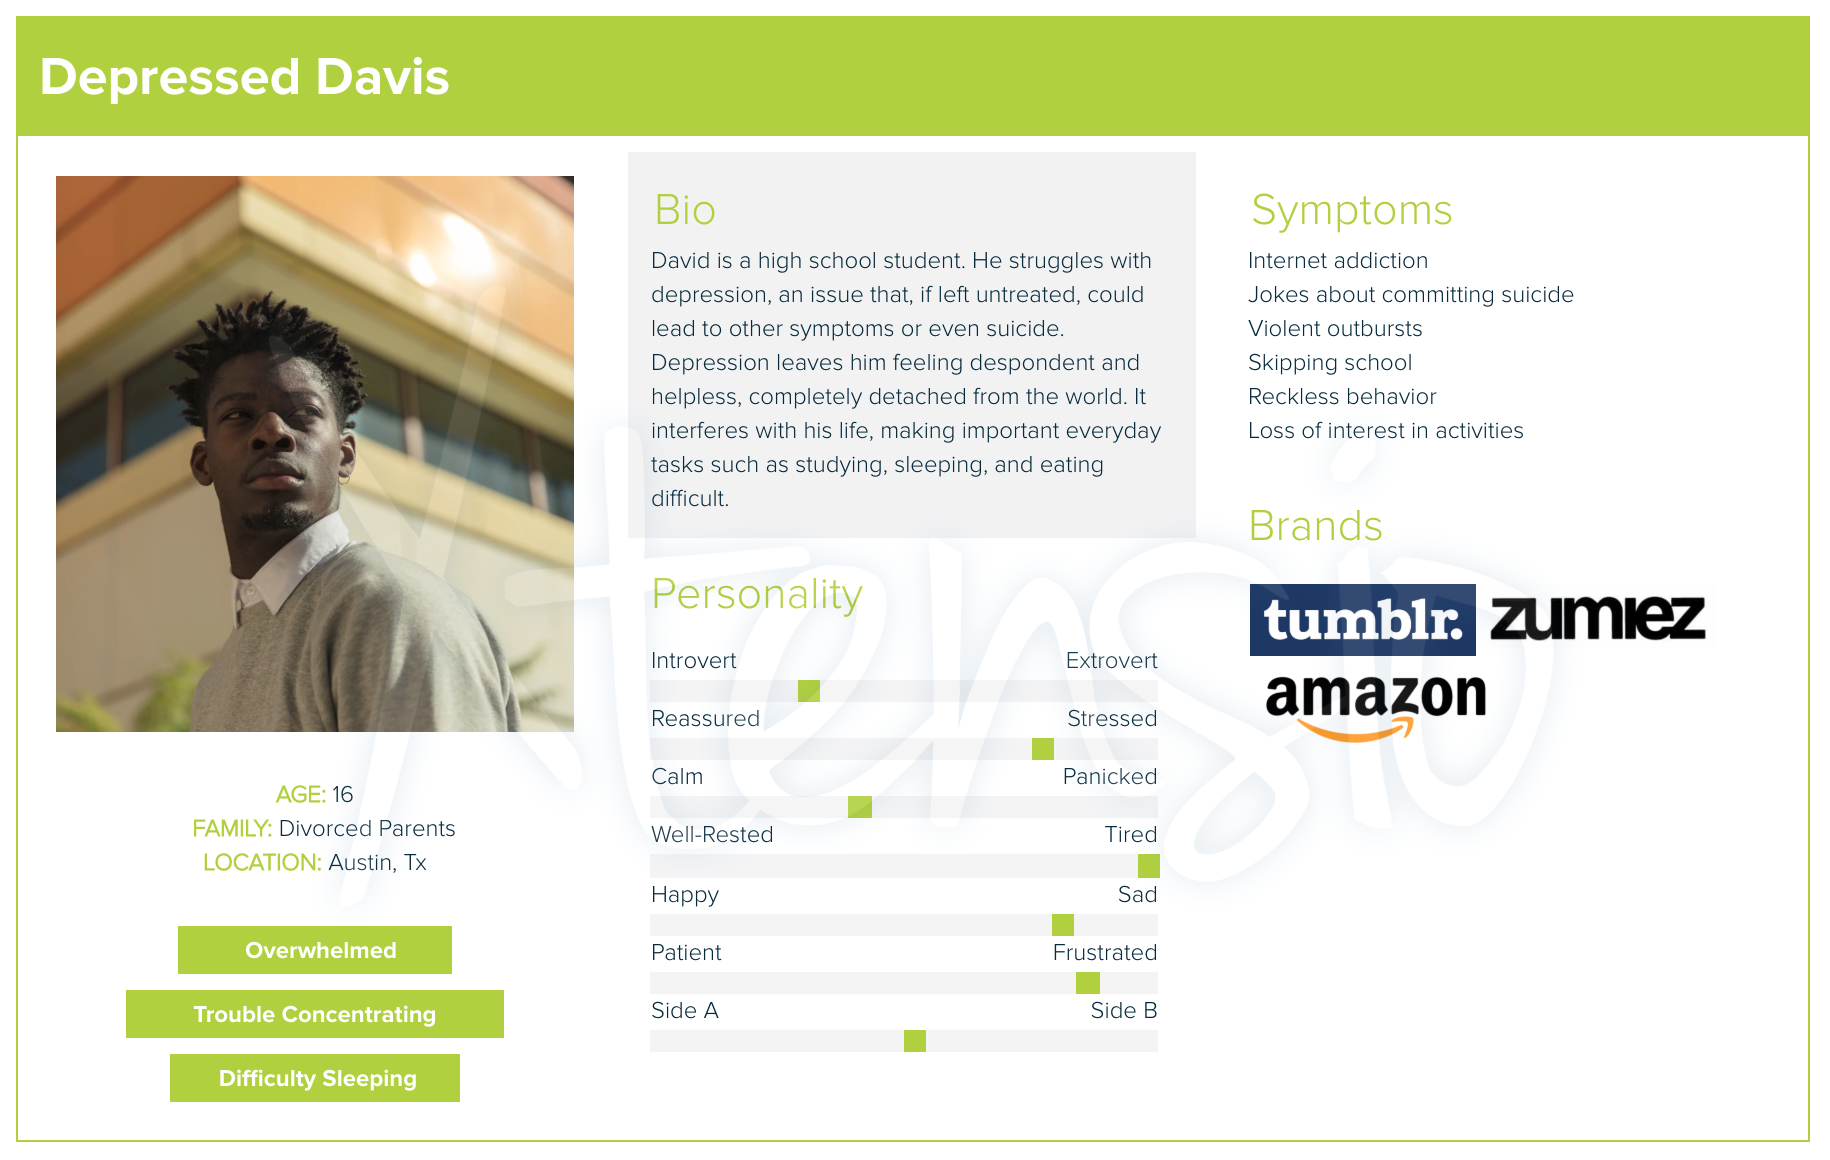 Depressed Davis
AGE: 16
FAMILY: Divorced Parents
LOCATION: Austin, Tx
Overwhelmed
Trouble Concentrating
Difficulty Sleeping
Bio
David is a high school student. He struggles with
depression, an issue that, if left untreated, could
lead to other symptoms or even suicide.
Depression leaves him feeling despondent and
helpless, completely detached from the world. It
interferes with his life, making important everyday
tasks such as studying, sleeping, and eating
difficult.
Personality
Introvert Extrovert
Reassured Stressed
Calm Panicked
Well-Rested Tired
Happy Sad
Patient Frustrated
Side A Side B
Symptoms
Internet addiction
Jokes about committing suicide
Violent outbursts
Skipping school
Reckless behavior
Loss of interest in activities
Brands
tumblr. zumiez
amazon
Xtensio